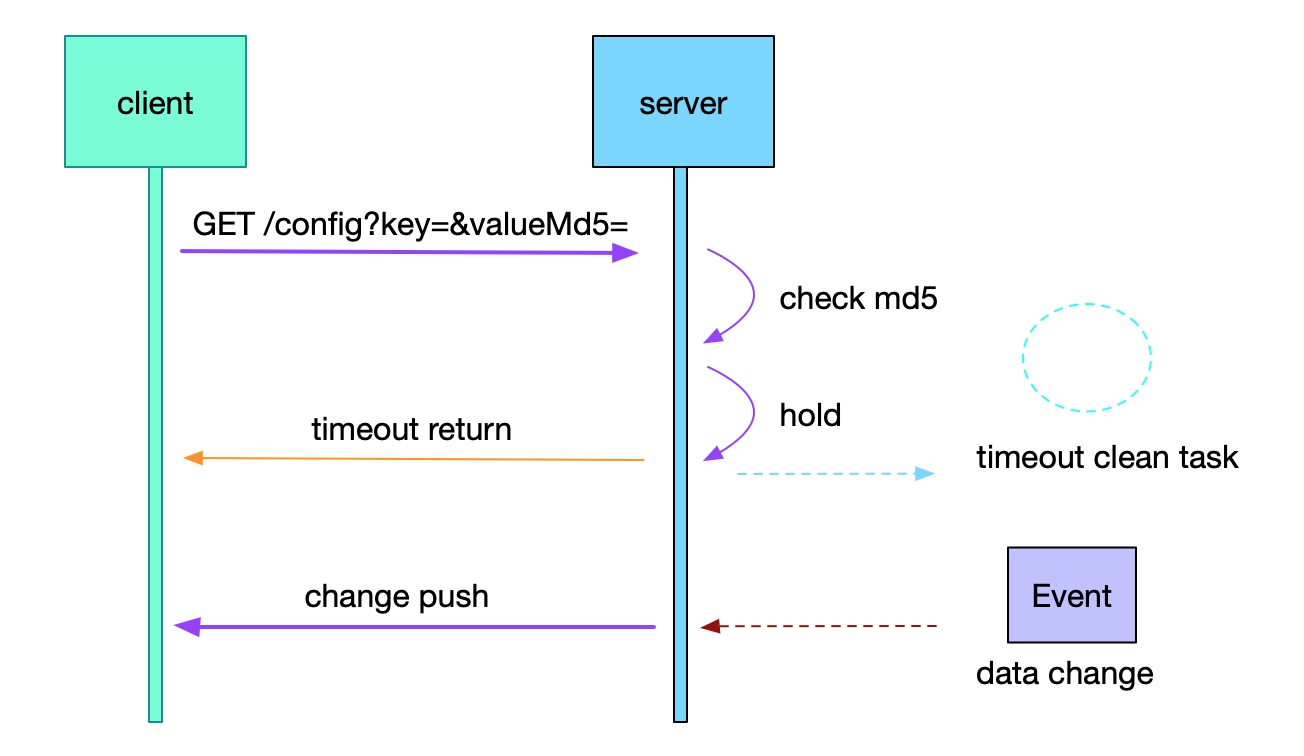 client
server
GET /config?key=&valueMd5=
check md5
hold
timeout return
timeout clean task
change push
Event
data change